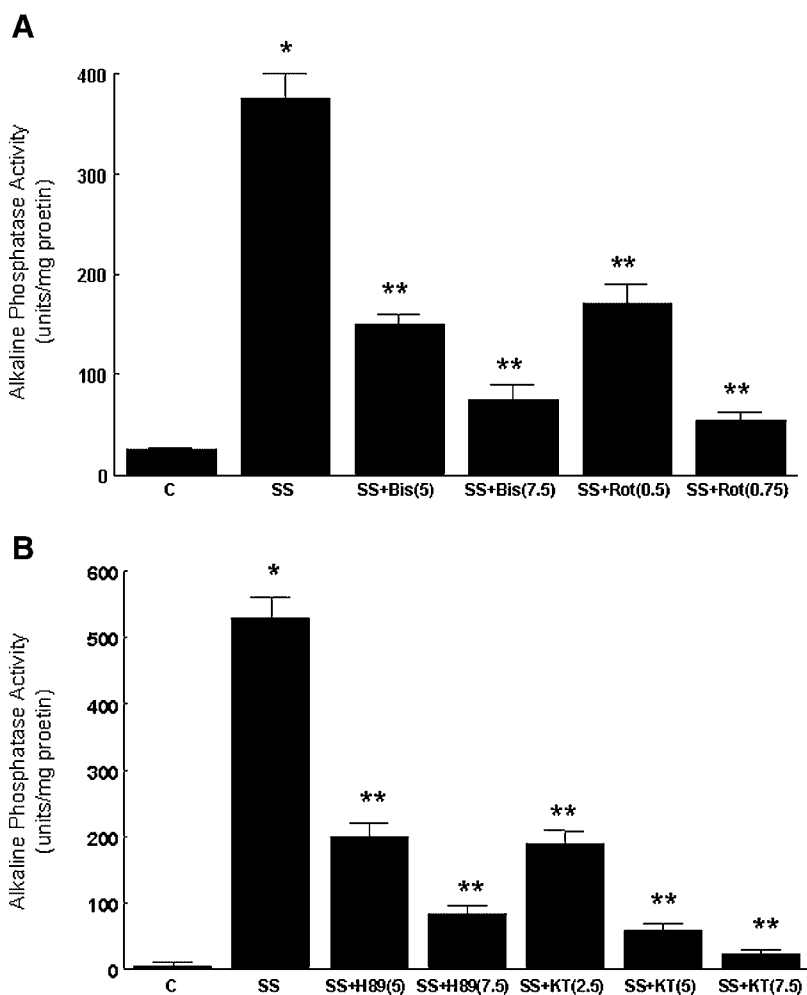 A
*
400
300
200
100
0
Alkaline Phosphatase Activity
(units/mg proetin)
**
**
**
**
C SS SS+Bis(5) SS+Bis(7.5) SS+Rot(0.5) SS+Rot(0.75)
B
*
600
500
400
300
200
100
0
Alkaline Phosphatase Activity
(units/mg proetin)
**
**
**
**
**
C SS SS+H89(5) SS+H89(7.5) SS+KT(2.5) SS+KT(5) SS+KT(7.5)